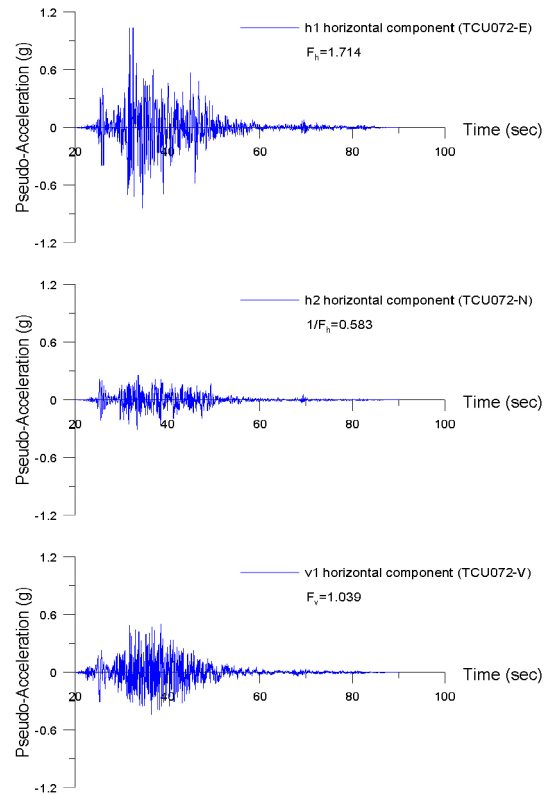 1.2
h1 horizontal component (TCU072-E)
Fh=1.714
0.6
Pseudo-Acceleration (g)
0
Time (sec)
20 40 60 80 100
-0.6
-1.2
1.2
h2 horizontal component (TCU072-N)
1/Fh=0.583
0.6
Pseudo-Acceleration (g)
0
Time (sec)
20 40 60 80 100
-0.6
-1.2
1.2
v1 horizontal component (TCU072-V)
Fv=1.039
0.6
Pseudo-Acceleration (g)
0
Time (sec)
20 40 60 80 100
-0.6
-1.2